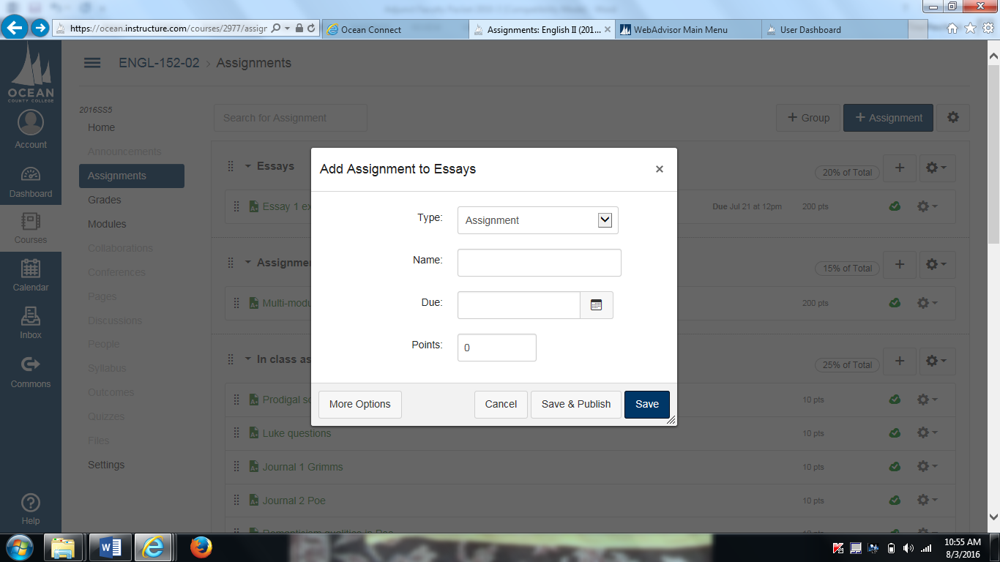 https://ocean.instructure.com/courses/2977/assigr
Ocean Connect
Assignments: English II (201...
WebAdvisor Main Menu
User Dashboard
OCEAN
COUNTY COLLEGE
Account
Dashboard
Courses
Calendar
Inbox
Commons
Help
ENGL-152-02 › Assignments
2016SS5
Home
Announcements
Assignments
Grades
Modules
Collaborations
Conferences
Pages
Discussions
People
Syllabus
Outcomes
Quizzes
Files
Settings
Search for Assignment
+ Group
+ Assignment
Essays
20% of Total
Essay 1 ex
Due Jul 21 at 12pm
200 pts
Assignmen
15% of Total
Multi-modu
200 pts
In class as
25% of Total
Prodigal so
10 pts
Luke questions
10 pts
Journal 1 Grimms
10 pts
Journal 2 Poe
10 pts
Romanticism qualities in Poe
10 pts
Add Assignment to Essays
×
Type:
Assignment
Name:
Due:
Points:
0
More Options
Cancel
Save & Publish
Save
10:55 AM
8/3/2016